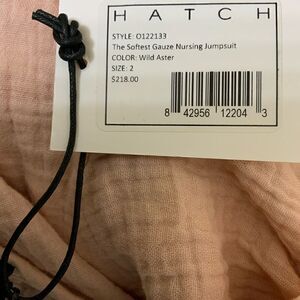 HATCH
STYLE: O122133
The Softest Gauze Nursing Jumpsuit
COLOR: Wild Aster
SIZE: 2
$218.00
8 42956 12204 3